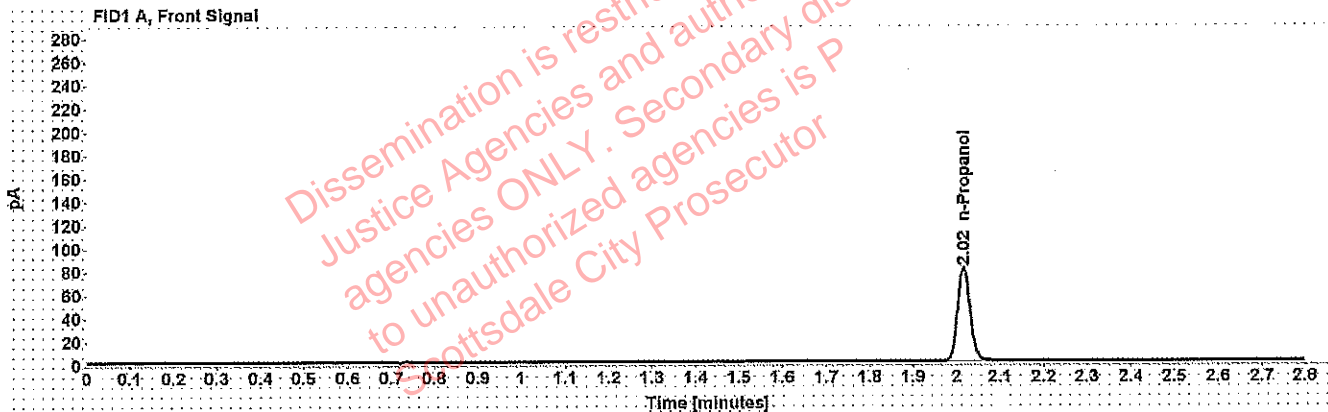 FID1 A, Front Signal
280
260
240
220
200
180
160
140
120
100
80
60
40
20
0
pA
2.02 n-Propanol
0 0.1 0.2 0.3 0.4 0.5 0.6 0.7 0.8 0.9 1 1.1 1.2 1.3 1.4 1.5 1.6 1.7 1.8 1.9 2 2.1 2.2 2.3 2.4 2.5 2.6 2.7 2.8
Time [minutes]
Dissemination is
Justice Agencies and
agencies ONLY. Secondary
to unauthorized agencies is P
Scottsdale City Prosecutor